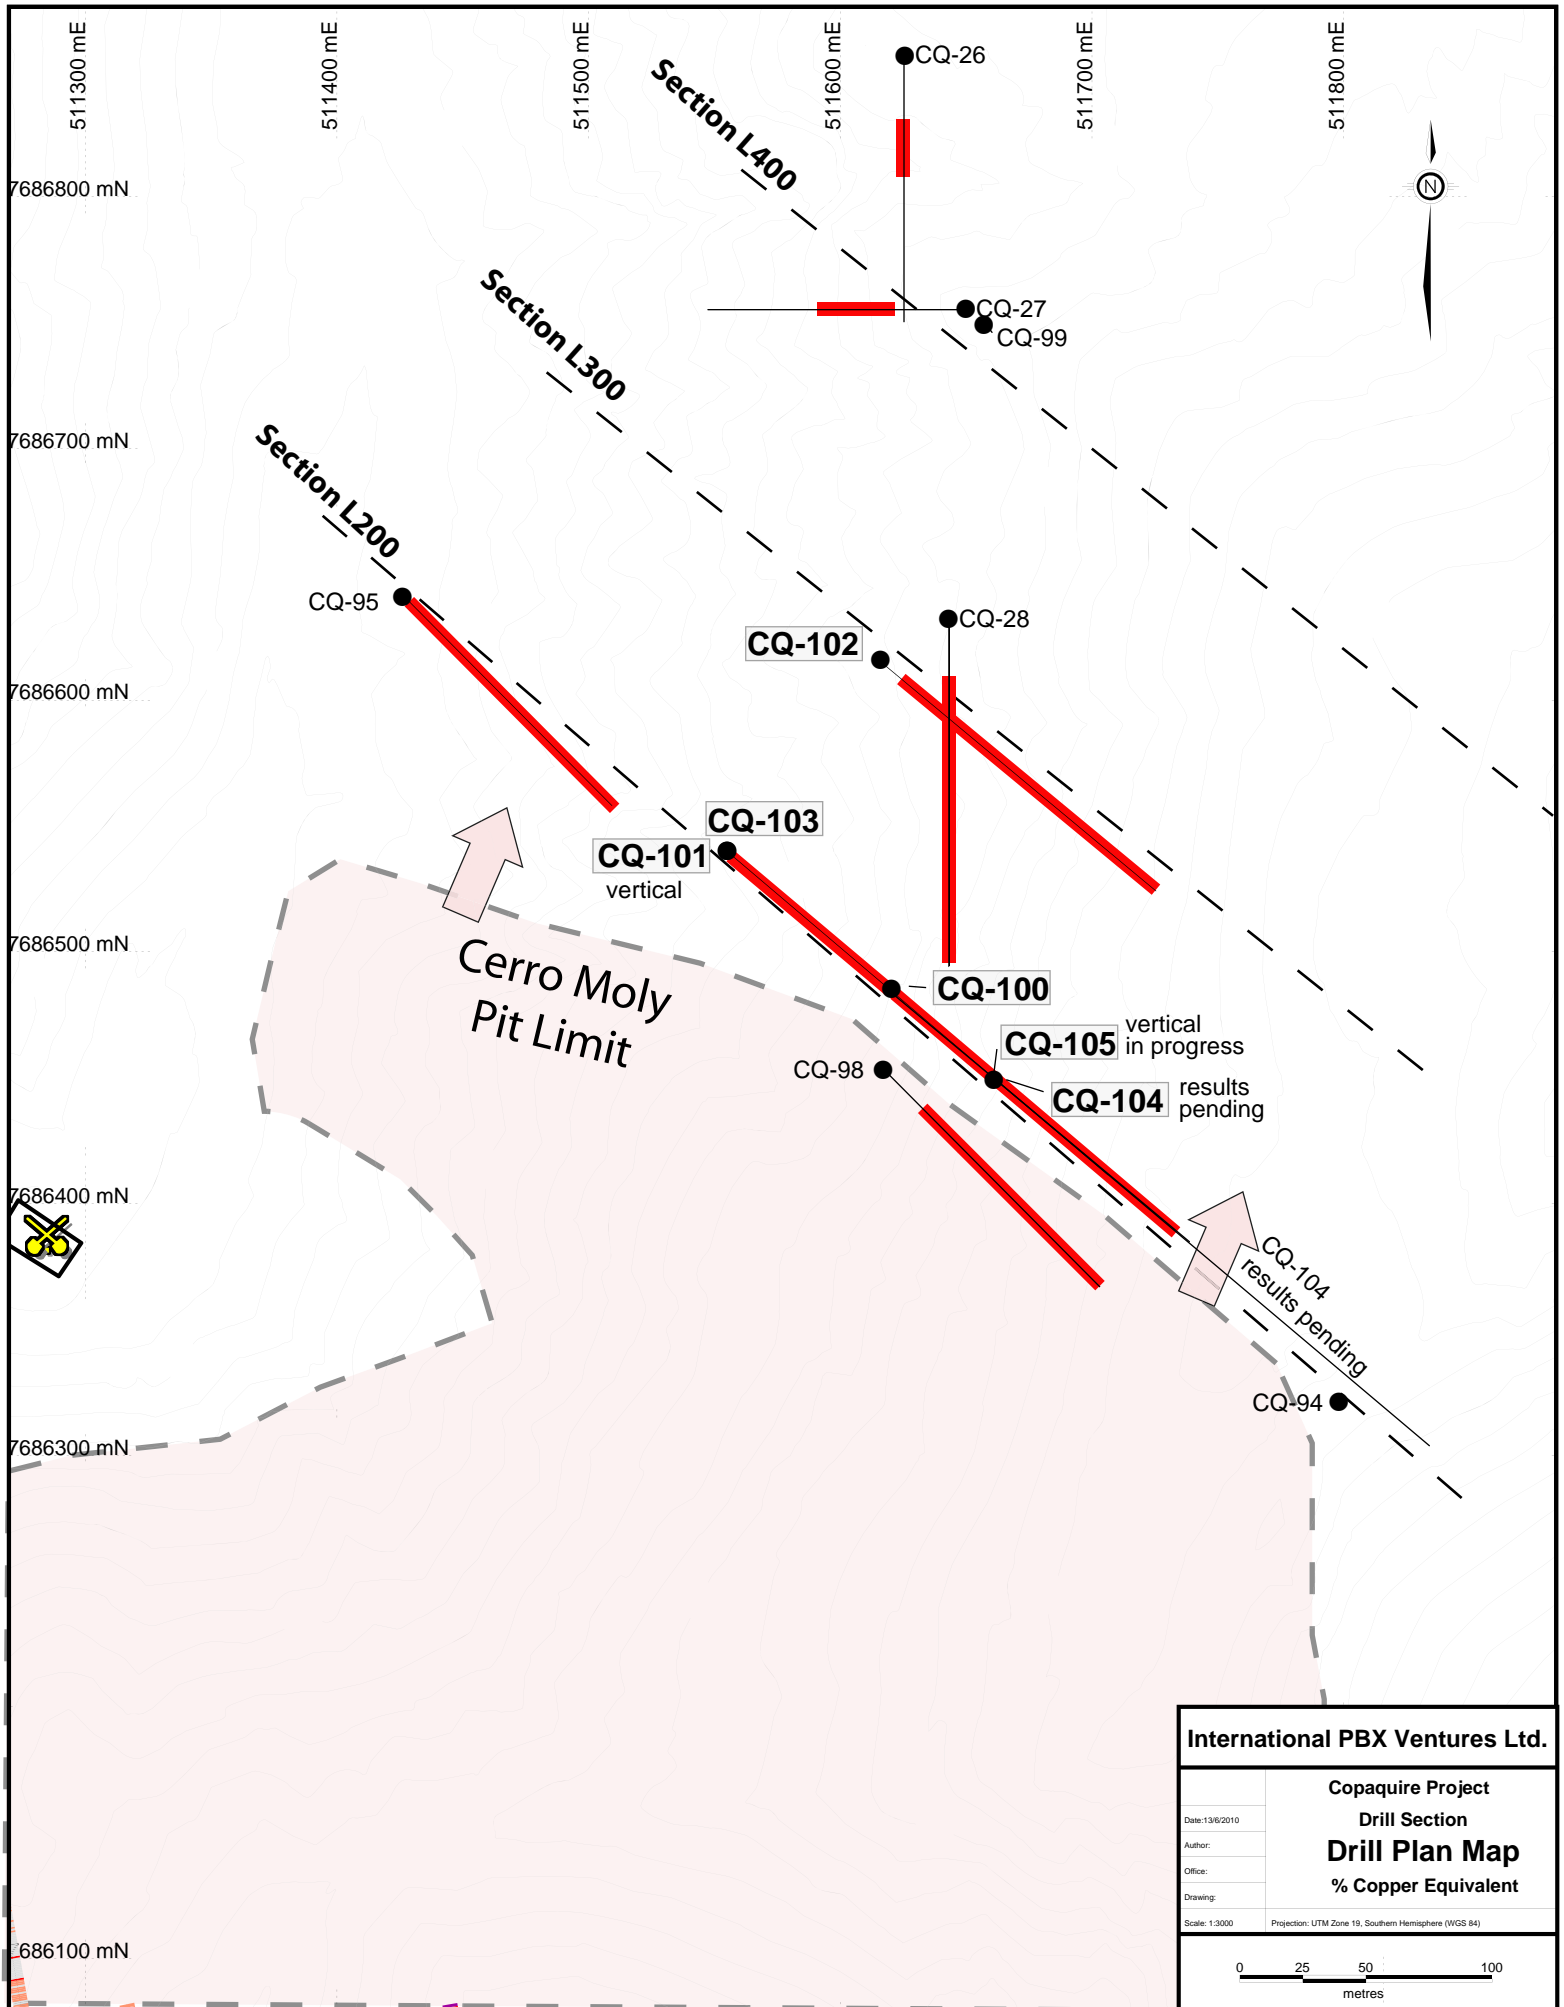 511300 mE
511400 mE
511500 mE
511600 mE
511700 mE
511800 mE
CQ-26
Section L400
N
7686800 mN
Section L300
CQ-27
CQ-99
7686700 mN
Section L200
CQ-95
CQ-28
CQ-102
7686600 mN
CQ-103
CQ-101
vertical
7686500 mN
Cerro Moly
Pit Limit
CQ-100
CQ-105
vertical
in progress
CQ-98
CQ-104
results
pending
7686400 mN
CQ-104
results pending
CQ-94
7686300 mN
686100 mN
International PBX Ventures Ltd.
Copaquire Project
Drill Section
Drill Plan Map
% Copper Equivalent
Date:13/6/2010
Author:
Office:
Drawing:
Scale: 1:3000
Projection: UTM Zone 19, Southern Hemisphere (WGS 84)
0 25 50 100
metres